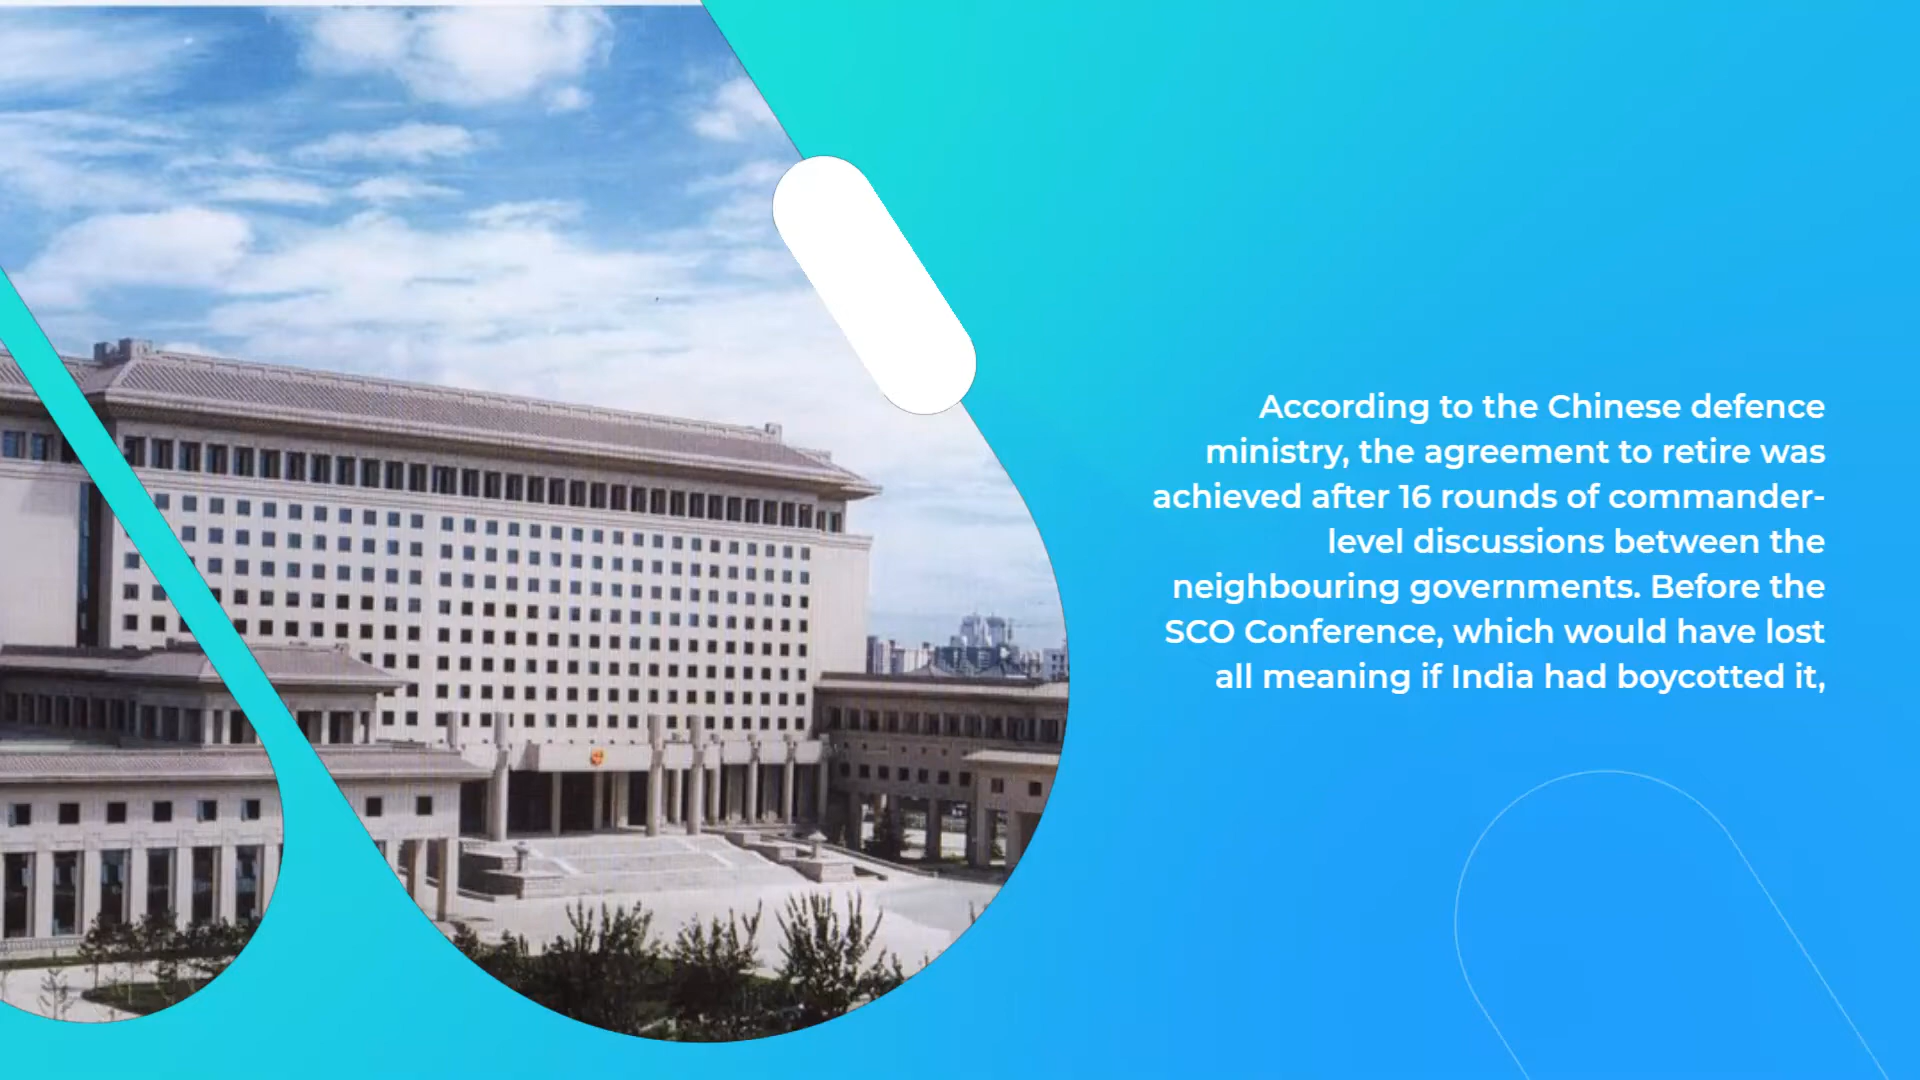 According to the Chinese defence
ministry, the agreement to retire was
achieved after 16 rounds of commander-
level discussions between the
neighbouring governments. Before the
SCO Conference, which would have lost
all meaning if India had boycotted it,